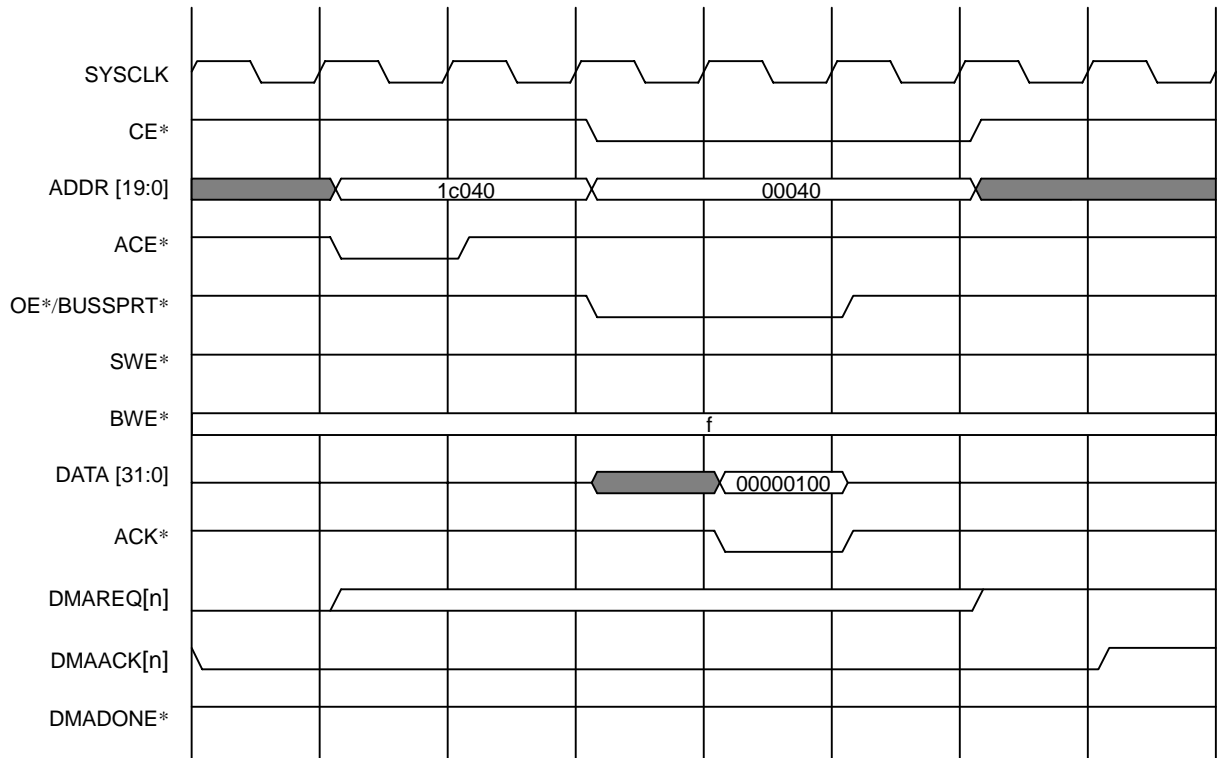 SYSCLK
CE*
ADDR [19:0]
1c040
00040
ACE*
OE*/BUSSPRT*
SWE*
BWE*
f
DATA [31:0]
00000100
ACK*
DMAREQ[n]
DMAACK[n]
DMADONE*